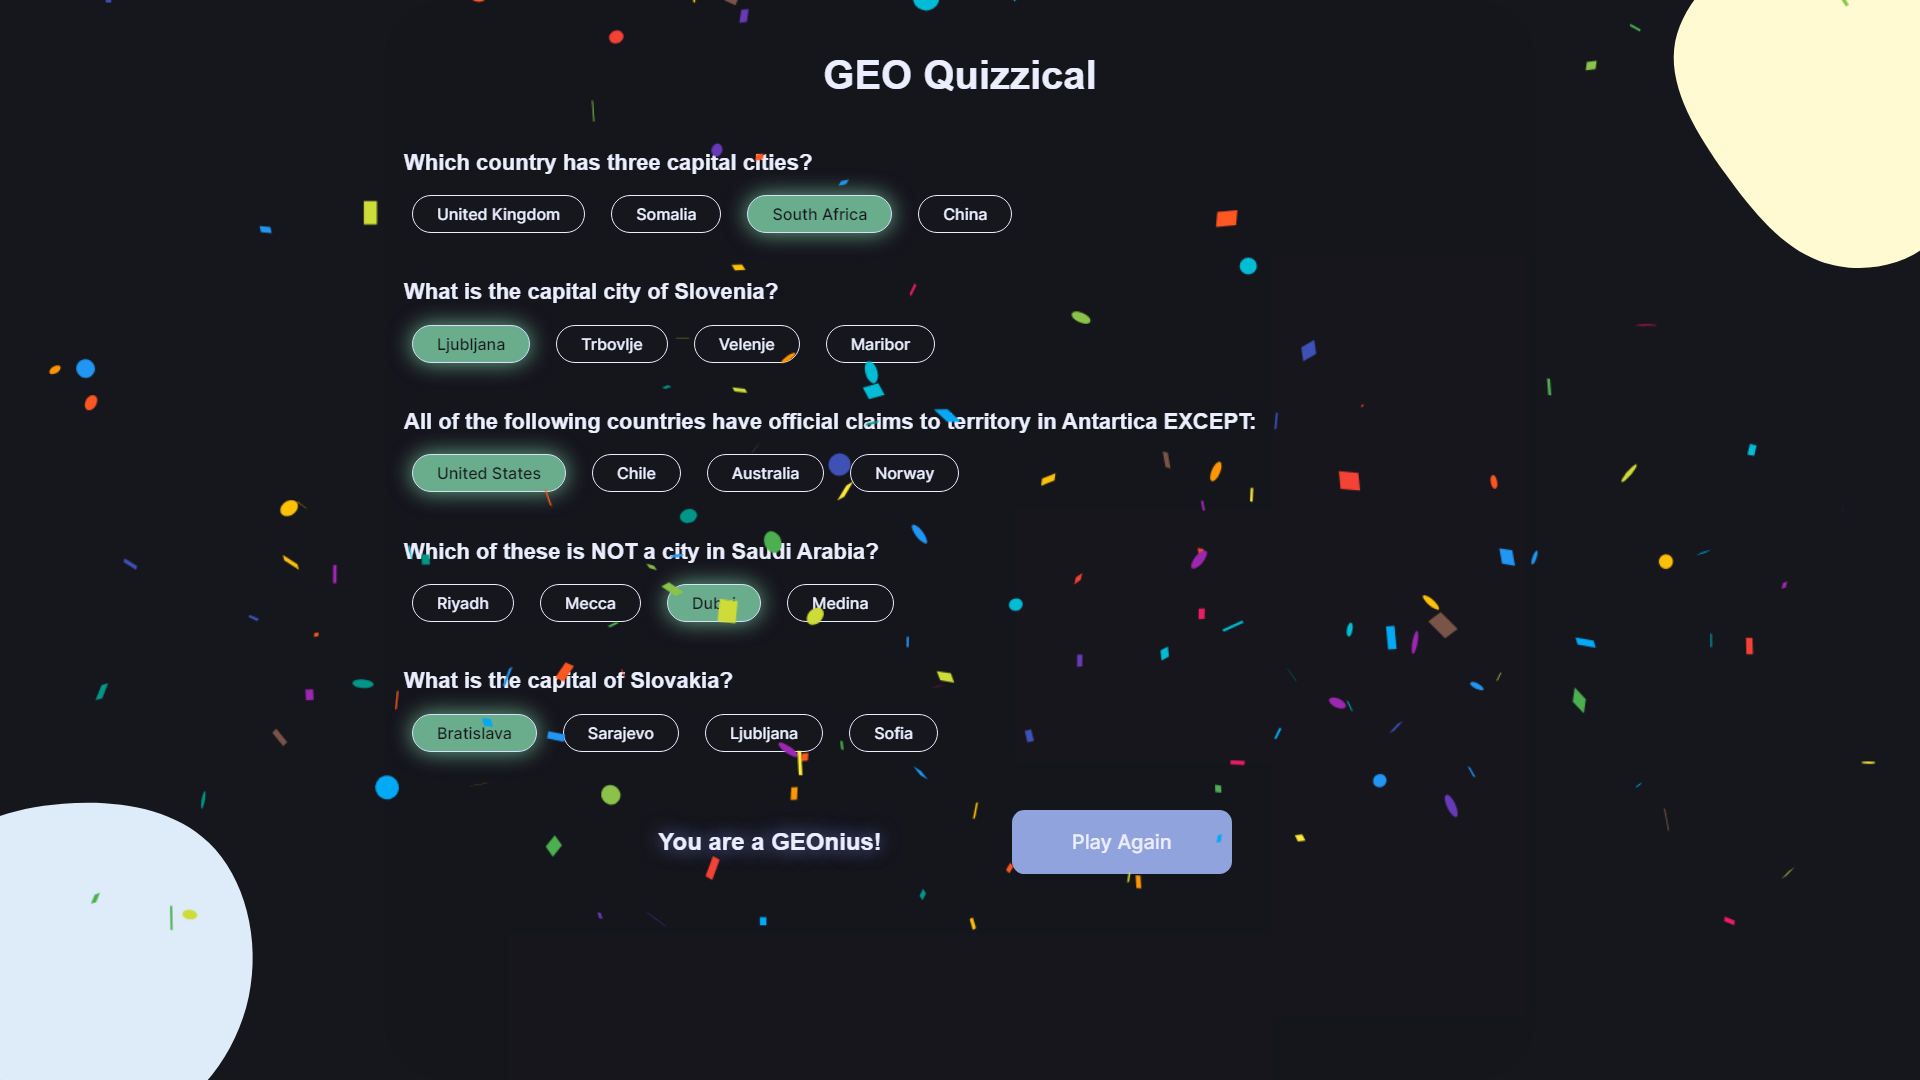 GEO Quizzical
Which country has three capital cities?
United Kingdom Somalia South Africa China
What is the capital city of Slovenia?
Ljubljana Trbovlje Velenje Maribor
All of the following countries have official claims to territory in Antartica EXCEPT:
United States Chile Australia Norway
Which of these is NOT a city in Saudi Arabia?
Riyadh Mecca Dubai Medina
What is the capital of Slovakia?
Bratislava Sarajevo Ljubljana Sofia
You are a GEOnius! Play Again